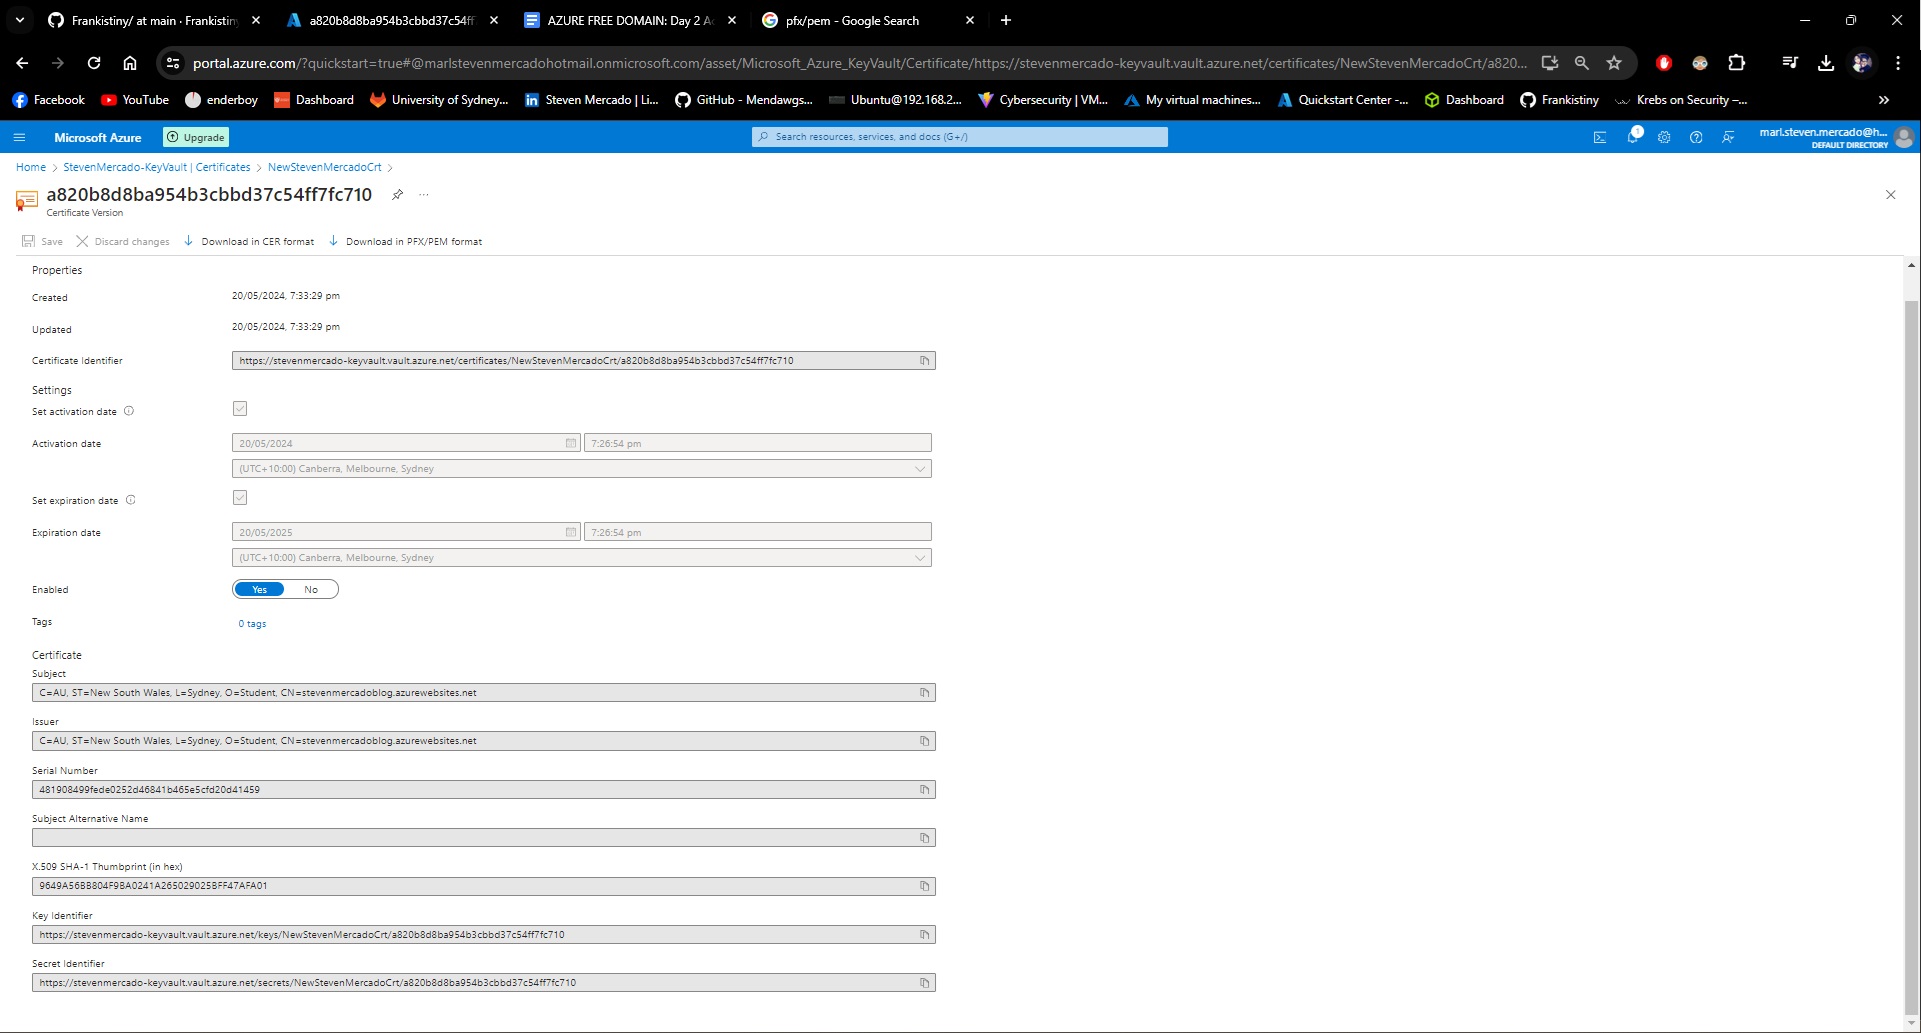 Frankistiny/ at main · Frankistiny
a820b8d8ba954b3cbbd37c54ff
AZURE FREE DOMAIN: Day 2 Ac
pfx/pem - Google Search
portal.azure.com/?quickstart=true#@marlstevenmercadohotmail.onmicrosoft.com/asset/Microsoft_Azure_KeyVault/Certificate/https://stevenmercado-keyvault.vault.azure.net/certificates/NewStevenMercadoCrt/a820...
Facebook YouTube enderboy Dashboard University of Sydney... Steven Mercado | Li... GitHub - Mendawgs... Ubuntu@192.168.2... Cybersecurity | VM... My virtual machines... Quickstart Center -... Dashboard Frankistiny Krebs on Security –... »
Microsoft Azure Upgrade Search resources, services, and docs (G+/) 1 marl.steven.mercado@h...
DEFAULT DIRECTORY
Home > StevenMercado-KeyVault | Certificates > NewStevenMercadoCrt >
a820b8d8ba954b3cbbd37c54ff7fc710 ...
Certificate Version
Save Discard changes Download in CER format Download in PFX/PEM format
Properties
Created 20/05/2024, 7:33:29 pm
Updated 20/05/2024, 7:33:29 pm
Certificate Identifier https://stevenmercado-keyvault.vault.azure.net/certificates/NewStevenMercadoCrt/a820b8d8ba954b3cbbd37c54ff7fc710
Settings
Set activation date
Activation date 20/05/2024 7:26:54 pm
(UTC+10:00) Canberra, Melbourne, Sydney
Set expiration date
Expiration date 20/05/2025 7:26:54 pm
(UTC+10:00) Canberra, Melbourne, Sydney
Enabled Yes No
Tags 0 tags
Certificate
Subject
C=AU, ST=New South Wales, L=Sydney, O=Student, CN=stevenmercadoblog.azurewebsites.net
Issuer
C=AU, ST=New South Wales, L=Sydney, O=Student, CN=stevenmercadoblog.azurewebsites.net
Serial Number
481908499fede0252d46841b465e5cfd20d41459
Subject Alternative Name
X.509 SHA-1 Thumbprint (in hex)
9649A56BB804F9BA0241A265029025BFF47AFA01
Key Identifier
https://stevenmercado-keyvault.vault.azure.net/keys/NewStevenMercadoCrt/a820b8d8ba954b3cbbd37c54ff7fc710
Secret Identifier
https://stevenmercado-keyvault.vault.azure.net/secrets/NewStevenMercadoCrt/a820b8d8ba954b3cbbd37c54ff7fc710